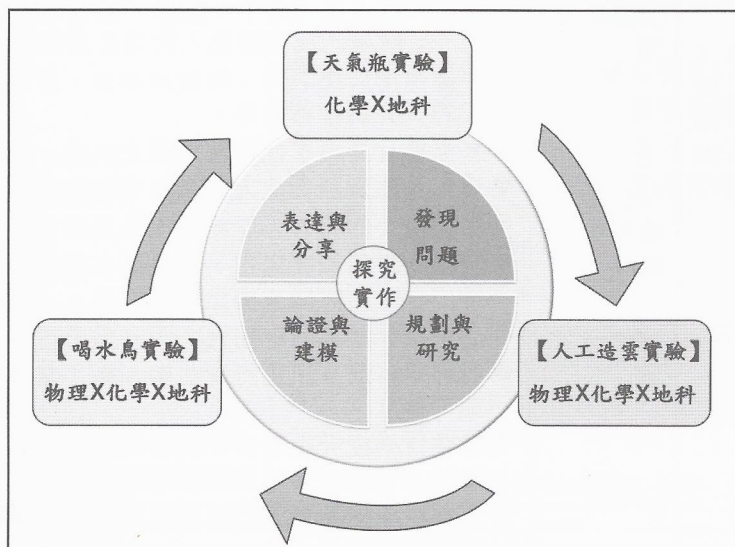 【天氣瓶實驗】
化學X地科
表達與
分享
發現
問題
探究
實作
論證與
建模
規劃與
研究
【喝水鳥實驗】
物理X化學X地科
【人工造雲實驗】
物理X化學X地科